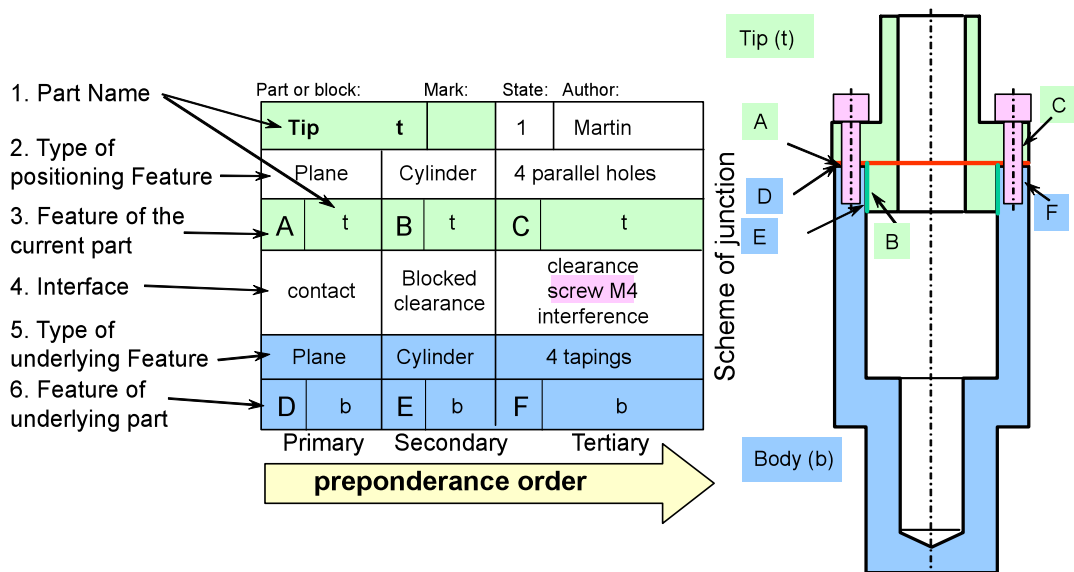 1. Part Name
2. Type of
positioning Feature
3. Feature of the
current part
4. Interface
5. Type of
underlying Feature
6. Feature of
underlying part
Part or block: Mark: State: Author:
Tip t 1 Martin
Plane Cylinder 4 parallel holes
A t B t C t
contact
Blocked
clearance
clearance
screw M4
interference
Plane Cylinder 4 tapings
D b E b F b
Primary Secondary Tertiary
preponderance order
Scheme of junction
Tip (t)
A
C
D
F
E
B
Body (b)